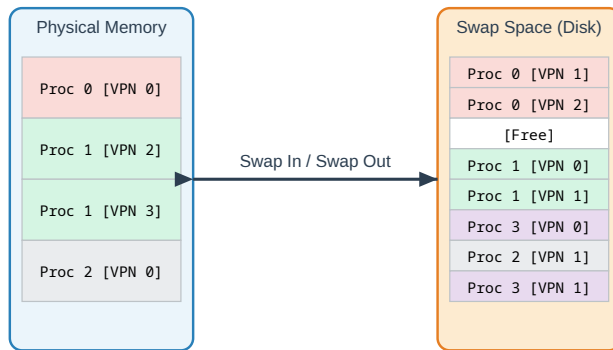 Physical Memory
Proc 0 [VPN 0]
Proc 1 [VPN 2]
Proc 1 [VPN 3]
Proc 2 [VPN 0]
Swap In / Swap Out
Swap Space (Disk)
Proc 0 [VPN 1]
Proc 0 [VPN 2]
[Free]
Proc 1 [VPN 0]
Proc 1 [VPN 1]
Proc 3 [VPN 0]
Proc 2 [VPN 1]
Proc 3 [VPN 1]